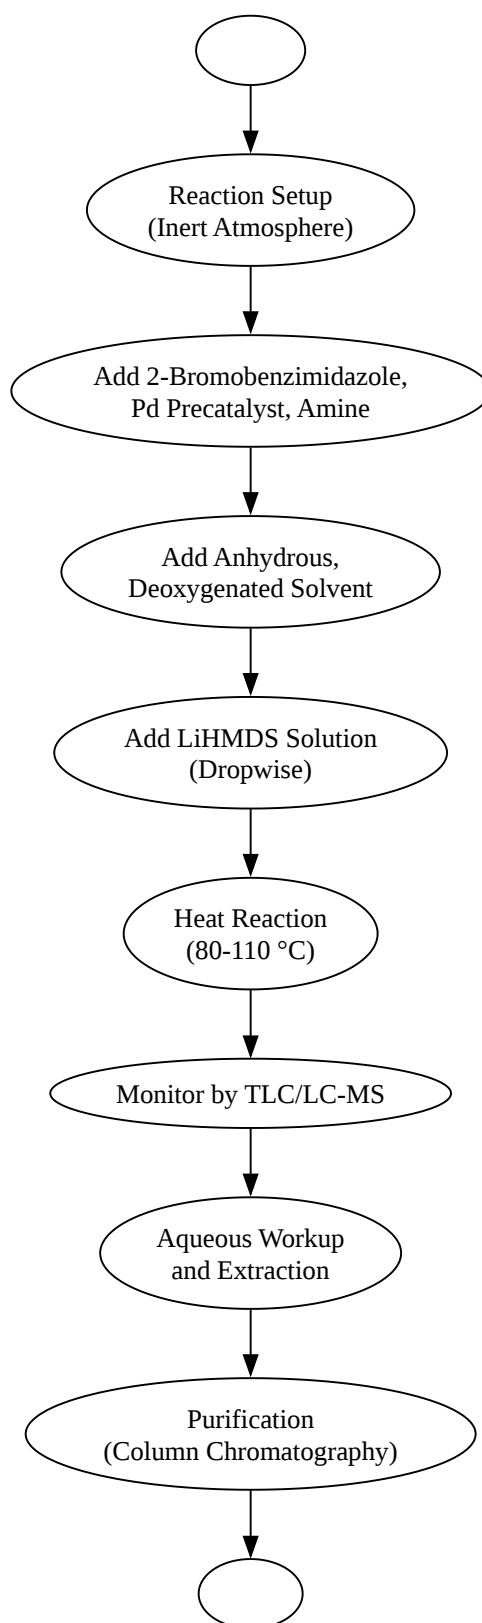 Reaction Setup
(Inert Atmosphere)
Add 2-Bromobenzimidazole,
Pd Precatalyst, Amine
Add Anhydrous,
Deoxygenated Solvent
Add LiHMDS Solution
(Dropwise)
Heat Reaction
(80-110 °C)
Monitor by TLC/LC-MS
Aqueous Workup
and Extraction
Purification
(Column Chromatography)